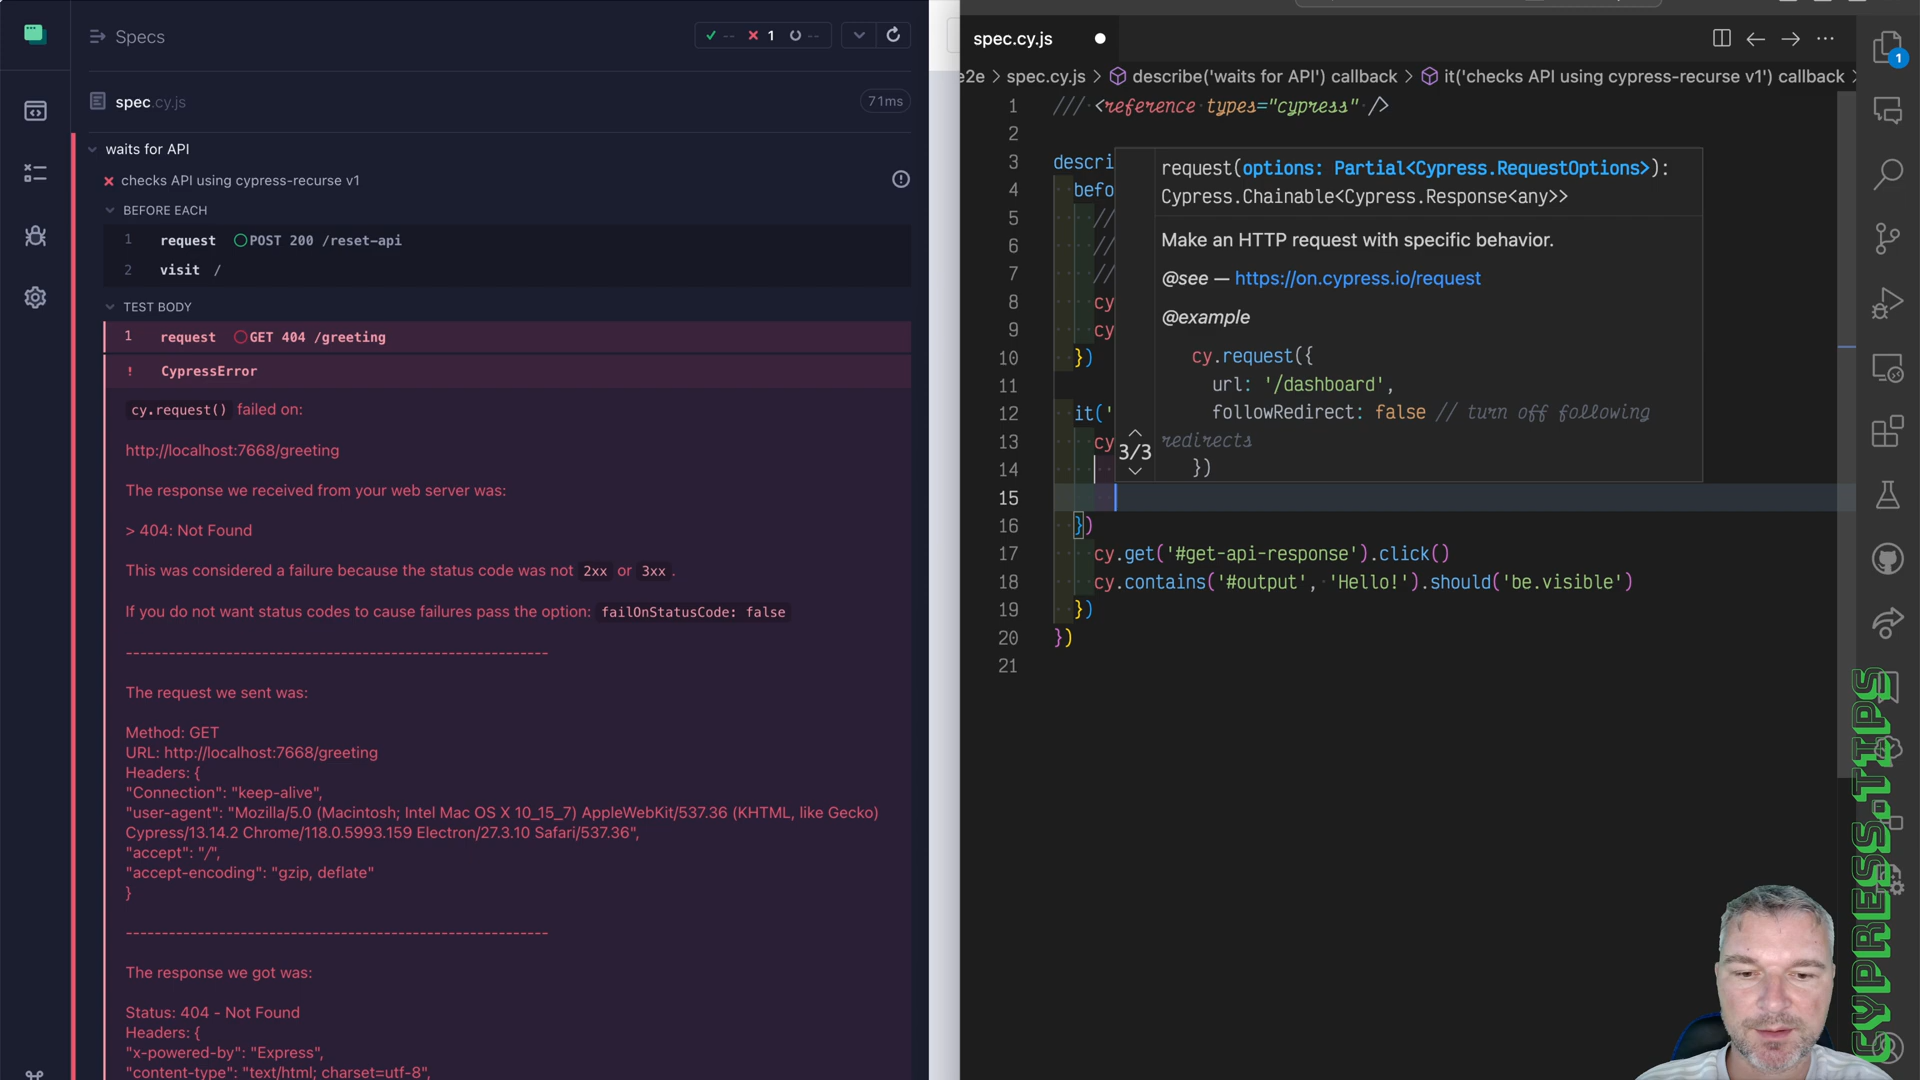 Specs
✓ -- ✕ 1 --
spec.cy.js
71ms
waits for API
checks API using cypress-recurse v1
BEFORE EACH
1 request POST 200 /reset-api
2 visit /
TEST BODY
1 request GET 404 /greeting
! CypressError
cy.request() failed on:
http://localhost:7668/greeting
The response we received from your web server was:
> 404: Not Found
This was considered a failure because the status code was not 2xx or 3xx .
If you do not want status codes to cause failures pass the option: failOnStatusCode: false
------------------------------------------------------------
The request we sent was:
Method: GET
URL: http://localhost:7668/greeting
Headers: {
"Connection": "keep-alive",
"user-agent": "Mozilla/5.0 (Macintosh; Intel Mac OS X 10_15_7) AppleWebKit/537.36 (KHTML, like Gecko)
Cypress/13.14.2 Chrome/118.0.5993.159 Electron/27.3.10 Safari/537.36",
"accept": "*/*",
"accept-encoding": "gzip, deflate"
}
------------------------------------------------------------
The response we got was:
Status: 404 - Not Found
Headers: {
"x-powered-by": "Express",
"content-type": "text/html; charset=utf-8",
spec.cy.js
e2e > spec.cy.js > describe('waits for API') callback > it('checks API using cypress-recurse v1') callback >
1 /// <reference types="cypress" />
2
3 descri
4 befo
5 //
6 //
7 //
8 cy
9 cy
10 })
11
12 it('
13 cy
14
15
16 })
17 cy.get('#get-api-response').click()
18 cy.contains('#output', 'Hello!').should('be.visible')
19 })
20 })
21
request(options: Partial<Cypress.RequestOptions>):
Cypress.Chainable<Cypress.Response<any>>
Make an HTTP request with specific behavior.
@see — https://on.cypress.io/request
@example
cy.request({
url: '/dashboard',
followRedirect: false // turn off following
redirects
})
3/3
1
CYPRESS.TIPS